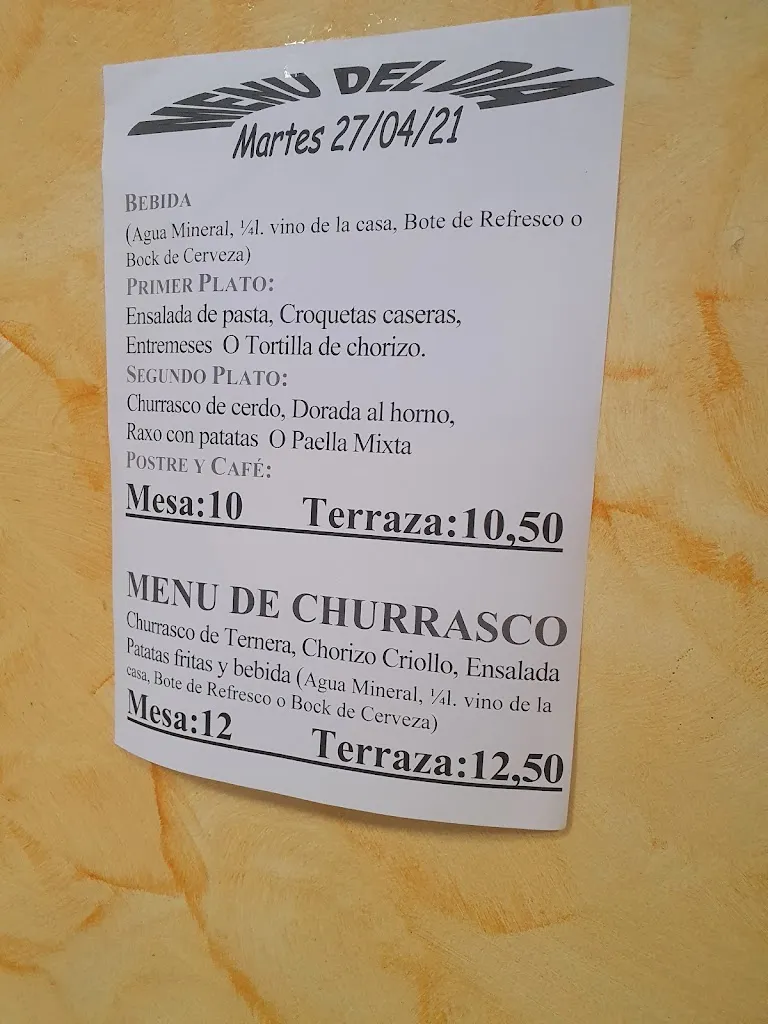 MENU DEL DIA
Martes 27/04/21
BEBIDA
(Agua Mineral, ¼l. vino de la casa, Bote de Refresco o
Bock de Cerveza)
PRIMER PLATO:
Ensalada de pasta, Croquetas caseras,
Entremeses O Tortilla de chorizo.
SEGUNDO PLATO:
Churrasco de cerdo, Dorada al horno,
Raxo con patatas O Paella Mixta
POSTRE Y CAFÉ:
Mesa:10 Terraza:10,50
MENU DE CHURRASCO
Churrasco de Ternera, Chorizo Criollo, Ensalada
Patatas fritas y bebida (Agua Mineral, ¼l. vino de la
casa, Bote de Refresco o Bock de Cerveza)
Mesa:12 Terraza:12,50